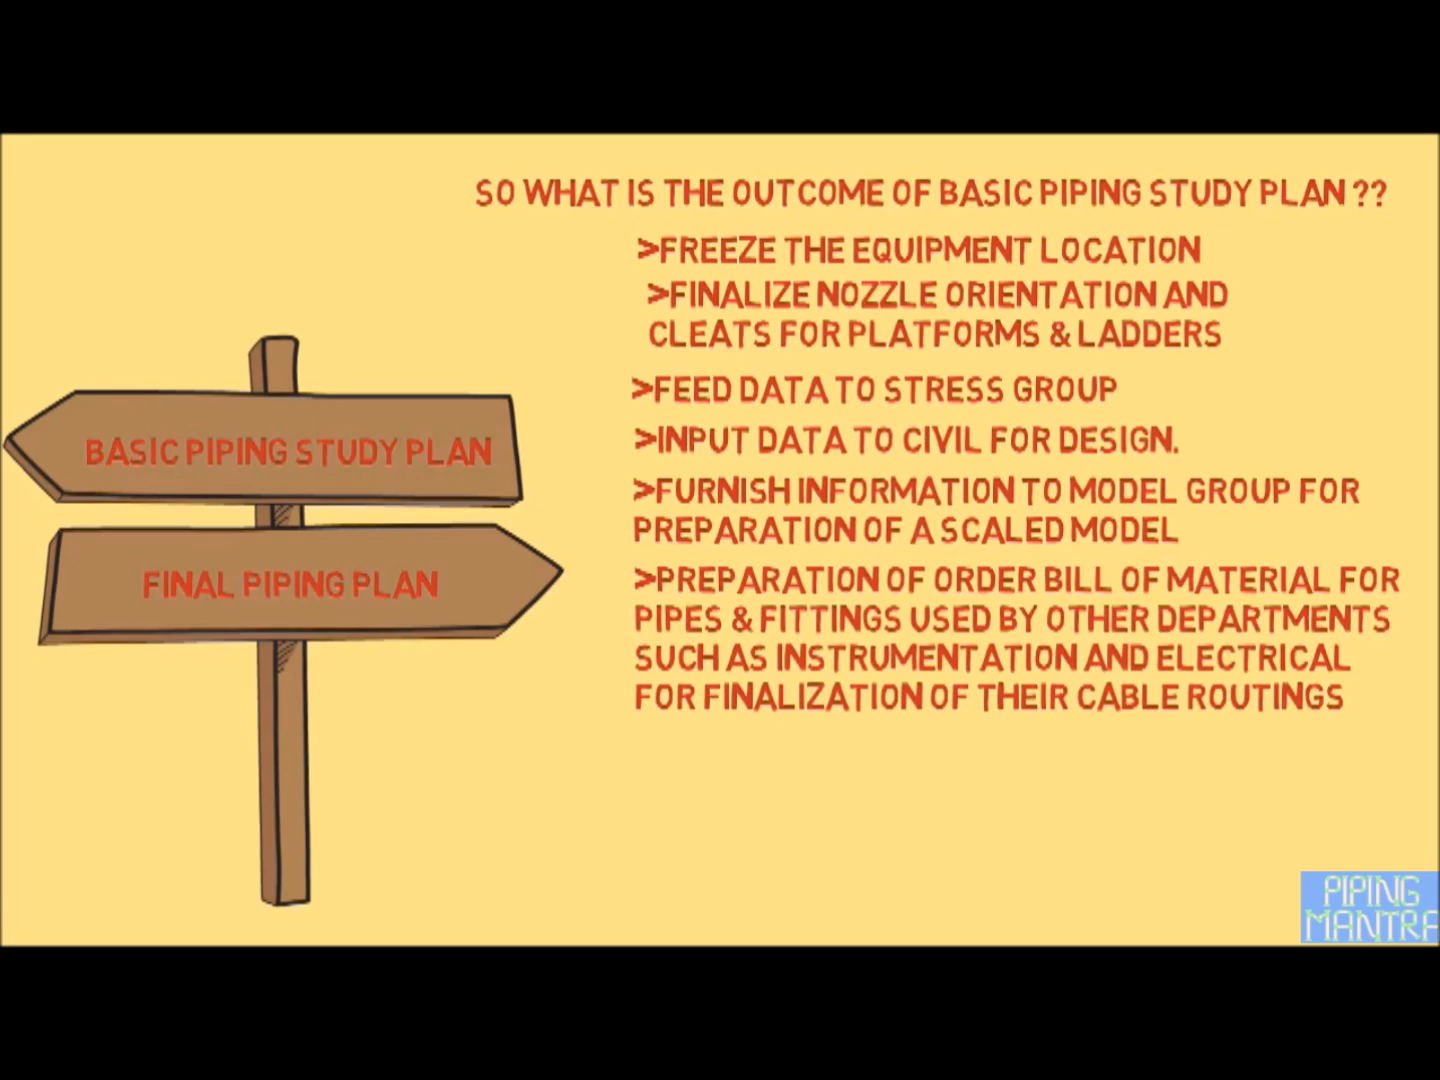 SO WHAT IS THE OUTCOME OF BASIC PIPING STUDY PLAN ??
>FREEZE THE EQUIPMENT LOCATION
>FINALIZE NOZZLE ORIENTATION AND
CLEATS FOR PLATFORMS & LADDERS
>FEED DATA TO STRESS GROUP
>INPUT DATA TO CIVIL FOR DESIGN.
>FURNISH INFORMATION TO MODEL GROUP FOR
PREPARATION OF A SCALED MODEL
>PREPARATION OF ORDER BILL OF MATERIAL FOR
PIPES & FITTINGS USED BY OTHER DEPARTMENTS
SUCH AS INSTRUMENTATION AND ELECTRICAL
FOR FINALIZATION OF THEIR CABLE ROUTINGS
BASIC PIPING STUDY PLAN
FINAL PIPING PLAN
PIPING
MANTRA